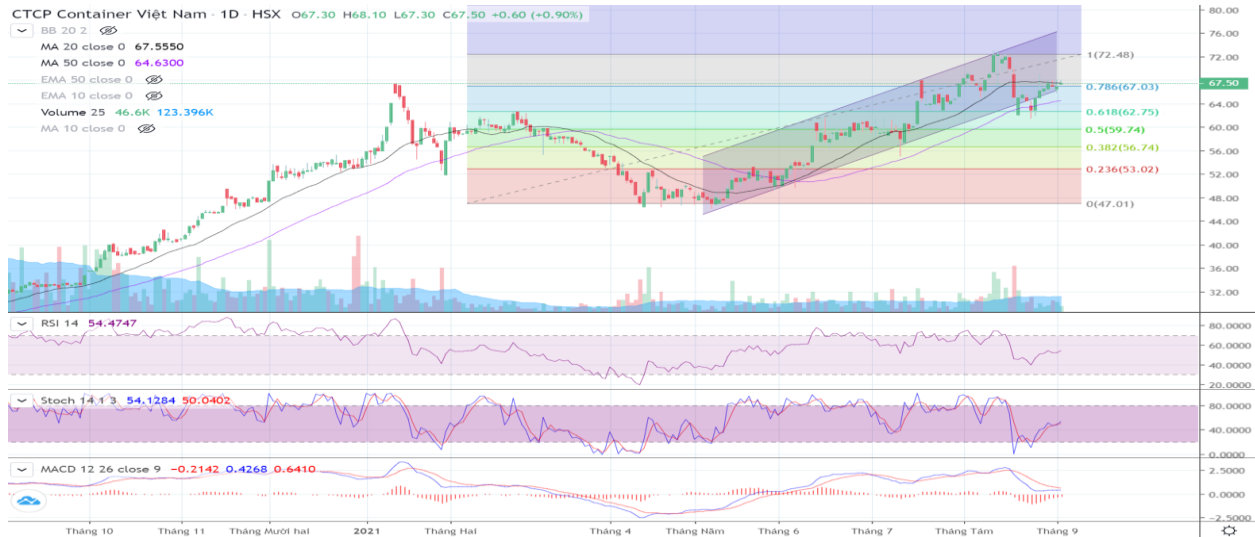 CTCP Container Việt Nam · 1D · HSX O67.30 H68.10 L67.30 C67.50 +0.60 (+0.90%)
BB 20 2
MA 20 close 0 67.5550
MA 50 close 0 64.6300
EMA 50 close 0
EMA 10 close 0
Volume 25 46.6K 123.396K
MA 10 close 0
80.00
76.00
72.00
67.50
64.00
60.00
56.00
52.00
48.00
44.00
40.00
36.00
32.00
1(72.48)
0.786(67.03)
0.618(62.75)
0.5(59.74)
0.382(56.74)
0.236(53.02)
0(47.01)
RSI 14 54.4747
80.0000
60.0000
40.0000
20.0000
Stoch 14 1 3 54.1284 50.0402
80.0000
40.0000
0.0000
MACD 12 26 close 9 −0.2142 0.4268 0.6410
2.5000
0.0000
−2.5000
Tháng 10 Tháng 11 Tháng Mười hai 2021 Tháng Hai Tháng 4 Tháng Năm Tháng 6 Tháng 7 Tháng Tám Tháng 9